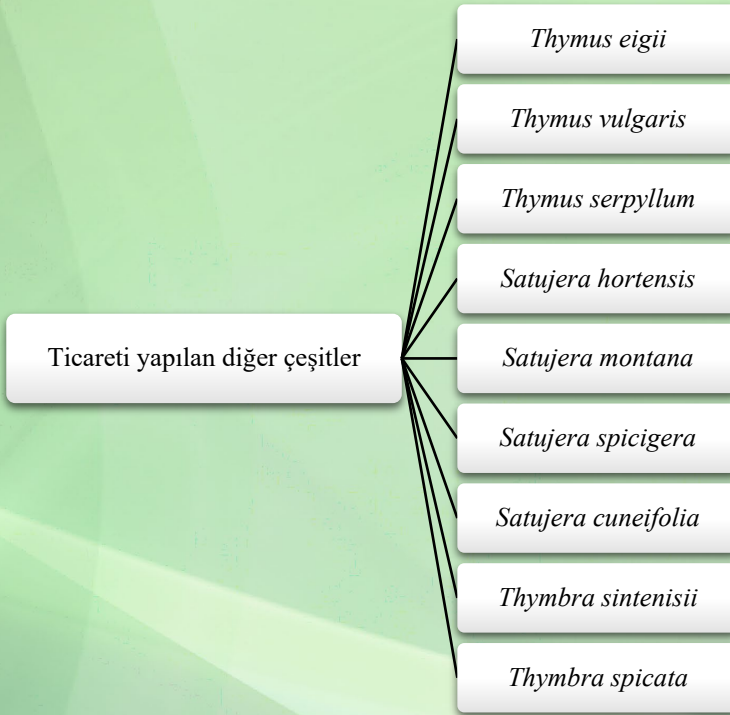 Thymus eigii
Thymus vulgaris
Thymus serpyllum
Satujera hortensis
Ticareti yapılan diğer çeşitler
Satujera montana
Satujera spicigera
Satujera cuneifolia
Thymbra sintenisii
Thymbra spicata